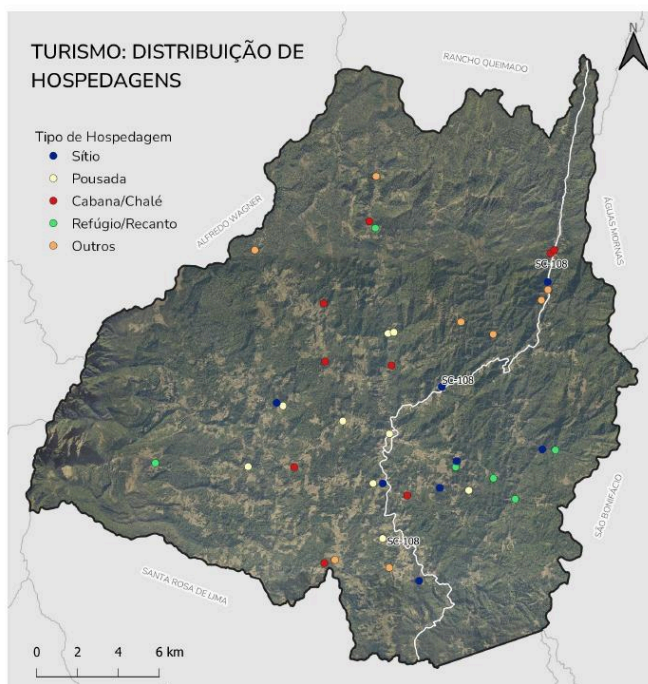 TURISMO: DISTRIBUIÇÃO DE
HOSPEDAGENS
N
RANCHO QUEIMADO
Tipo de Hospedagem
Sítio
Pousada
Cabana/Chalé
Refúgio/Recanto
Outros
ALFREDO WAGNER
ÁGUAS MORNAS
SC-108
SC-108
SÃO BONIFÁCIO
SC-108
SANTA ROSA DE LIMA
0 2 4 6 km